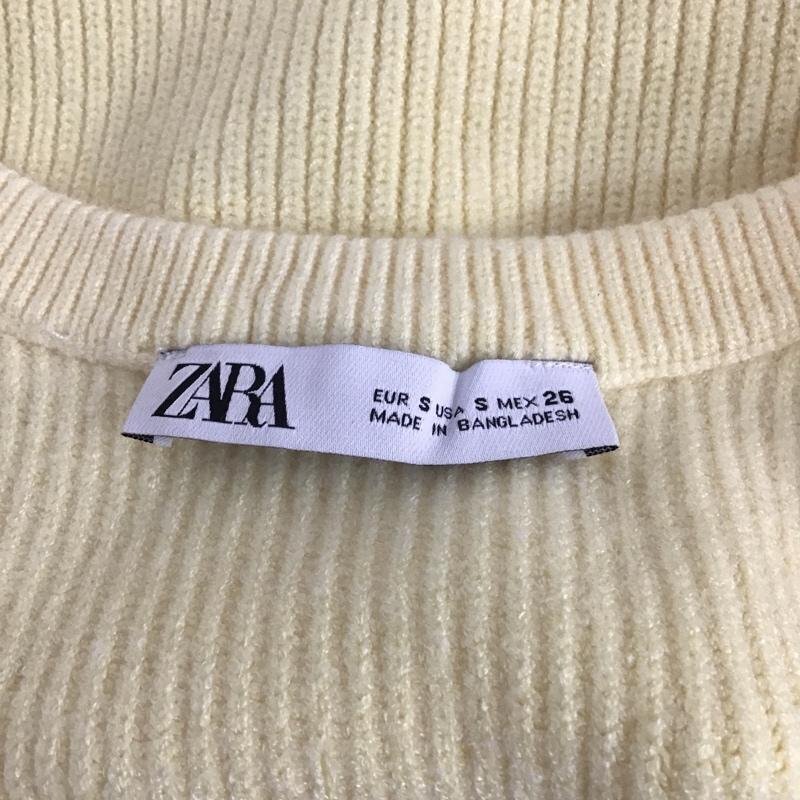 ZARA
EUR S USA S MEX 26
MADE IN BANGLADESH